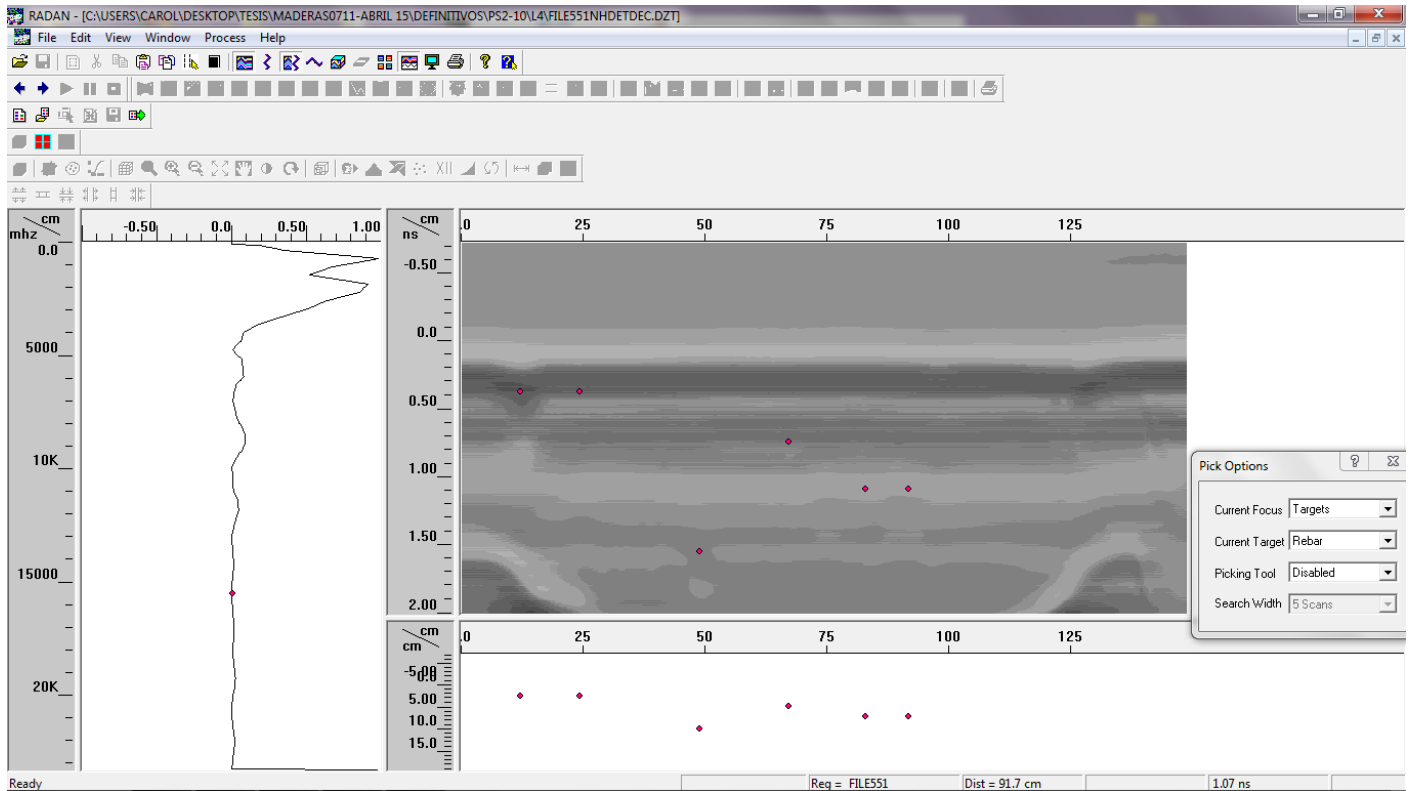 RADAN - [C:\USERS\CAROL\DESKTOP\TESIS\MADERAS0711-ABRIL 15\DEFINITIVOS\PS2-10\L4\FILE551NHDETDEC.DZT]
File Edit View Window Process Help
XII
cm
mhz
-0.50 0.0 0.50 1.00
0.0
5000
10K
15000
20K
cm
ns
.0 25 50 75 100 125
-0.50
0.0
0.50
1.00
1.50
2.00
cm
cm
.0 25 50 75 100 125
5.00
10.0
15.0
Pick Options
Current Focus Targets
Current Target Rebar
Picking Tool Disabled
Search Width 5 Scans
Ready Reg = FILE551 Dist = 91.7 cm 1.07 ns